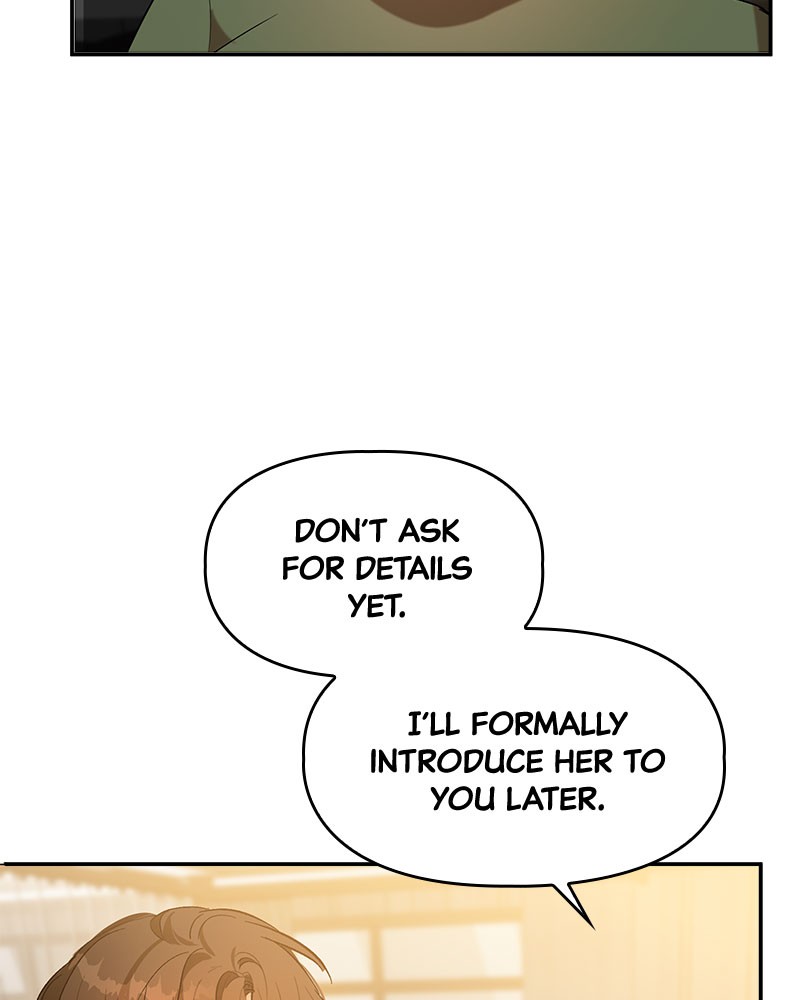 DON'T ASK
FOR DETAILS
YET.
I'LL FORMALLY
INTRODUCE HER TO
YOU LATER.